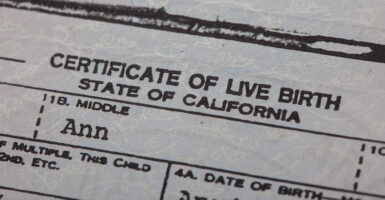 CERTIFICATE OF LIVE BIRTH
STATE OF CALIFORNIA
1B. MIDDLE
Ann
MULTIPLE, THIS CHILD
2ND, ETC.
4A. DATE OF BIRTH